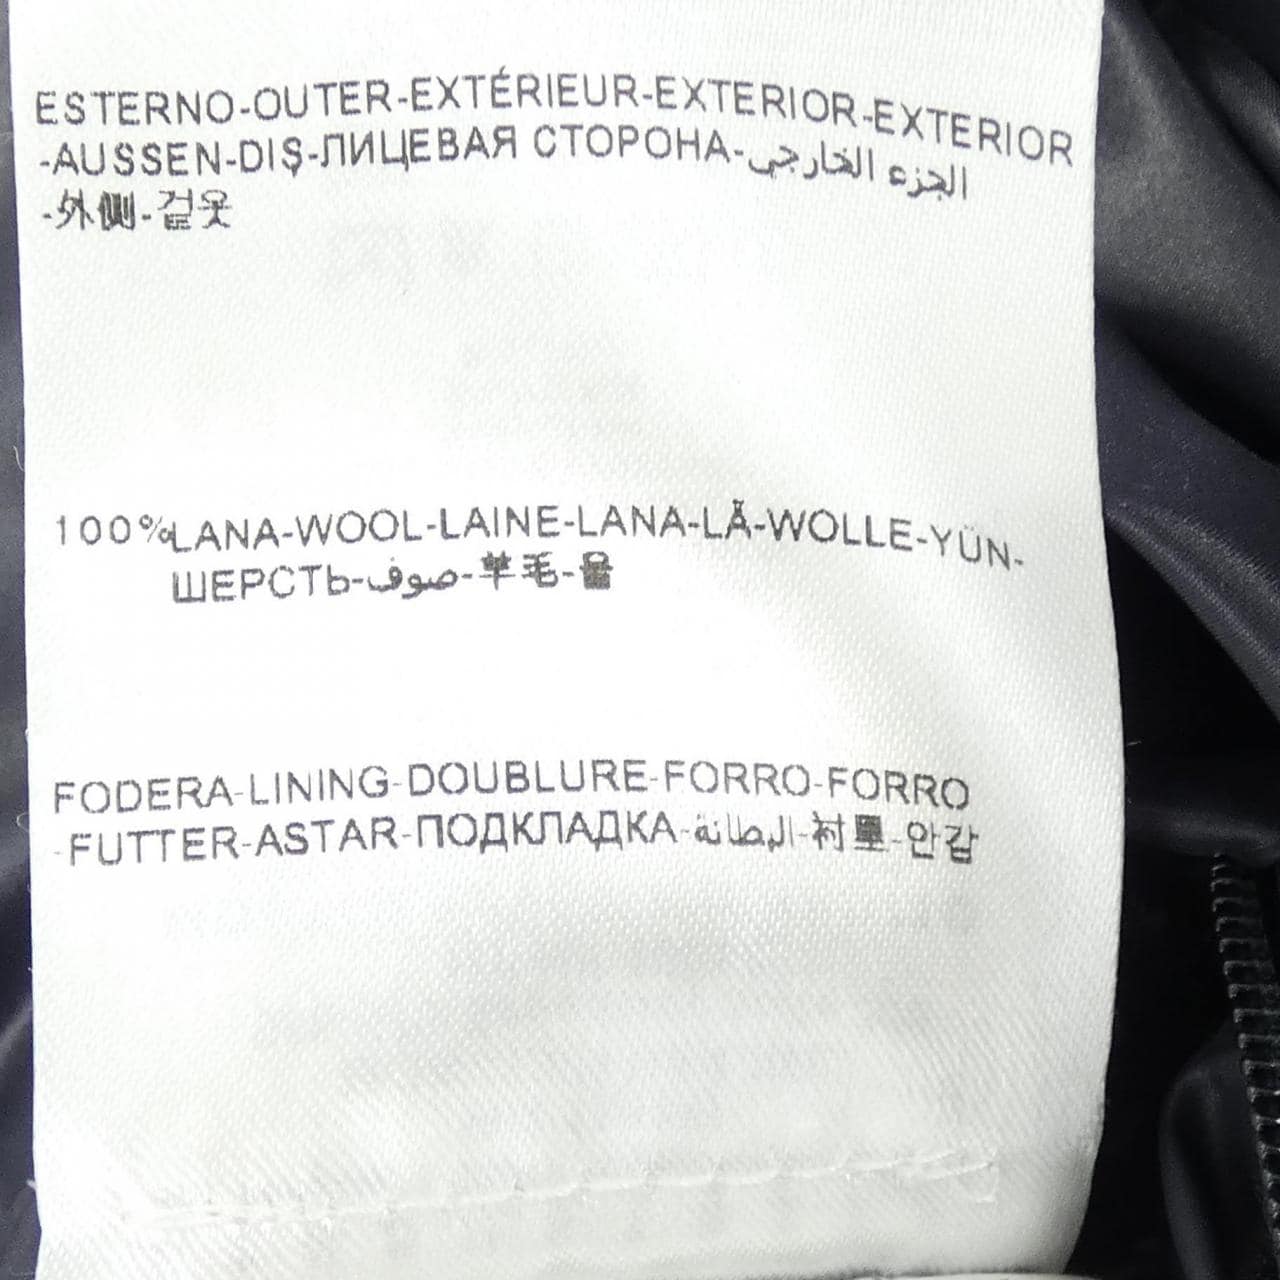 ESTERNO-OUTER-EXTÉRIEUR-EXTERIOR-EXTERIOR
-AUSSEN-DIŞ-ЛИЦЕВАЯ СТОРОНА-الجزء الخارجي
-外侧-겉옷
100%LANA-WOOL-LAINE-LANA-LÃ-WOLLE-YÜN-
ШЕРСТЬ-صوف-羊毛-울
FODERA-LINING-DOUBLURE-FORRO-FORRO
-FUTTER-ASTAR-ПОДКЛАДКА-البطانة-衬里-안감